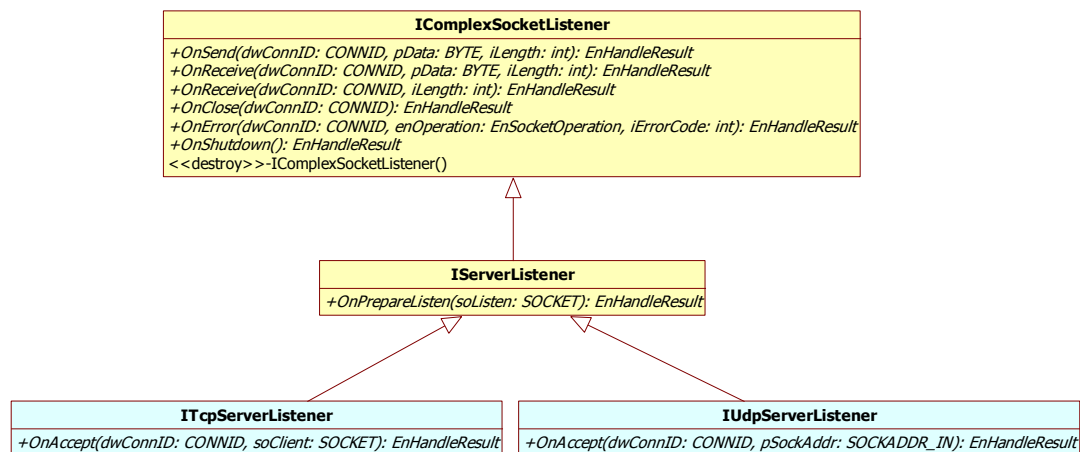 IComplexSocketListener
+OnSend(dwConnID: CONNID, pData: BYTE, iLength: int): EnHandleResult
+OnReceive(dwConnID: CONNID, pData: BYTE, iLength: int): EnHandleResult
+OnReceive(dwConnID: CONNID, iLength: int): EnHandleResult
+OnClose(dwConnID: CONNID): EnHandleResult
+OnError(dwConnID: CONNID, enOperation: EnSocketOperation, iErrorCode: int): EnHandleResult
+OnShutdown(): EnHandleResult
<<destroy>>-IComplexSocketListener()
IServerListener
+OnPrepareListen(soListen: SOCKET): EnHandleResult
ITcpServerListener
+OnAccept(dwConnID: CONNID, soClient: SOCKET): EnHandleResult
IUdpServerListener
+OnAccept(dwConnID: CONNID, pSockAddr: SOCKADDR_IN): EnHandleResult